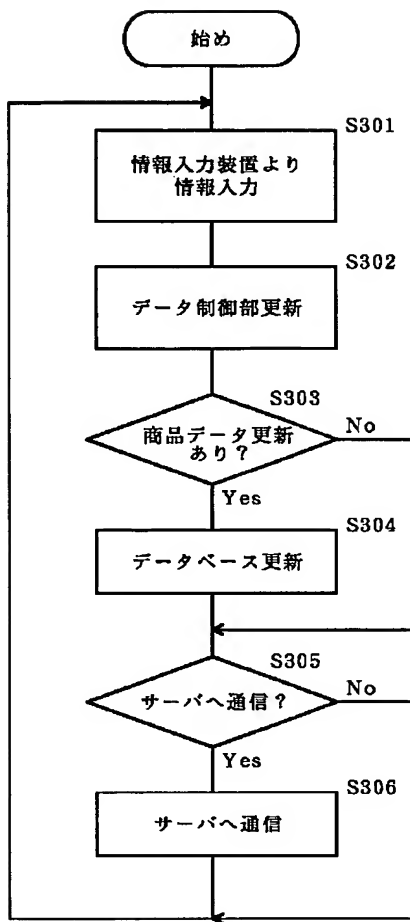 始め
S301
情報入力装置より
情報入力
S302
データ制御部更新
S303
商品データ更新
あり?
No
Yes
S304
データベース更新
S305
サーバへ通信?
No
Yes
S306
サーバへ通信